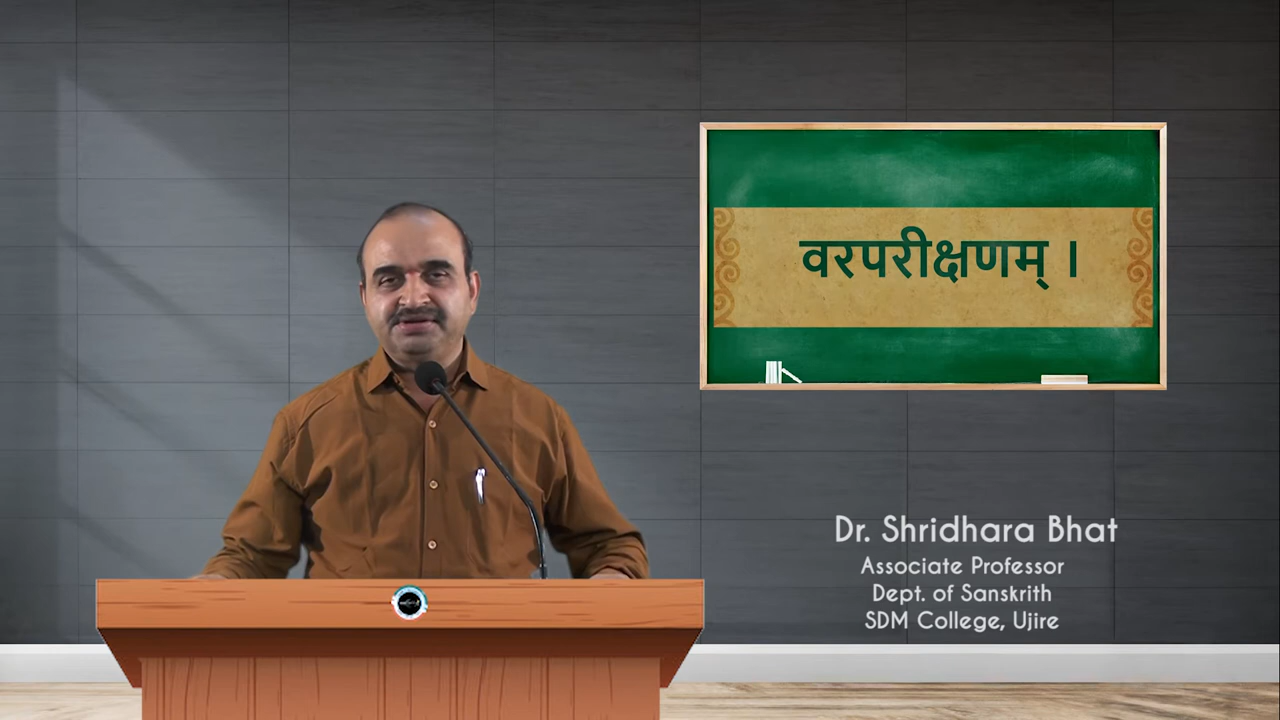 वरपरीक्षणम् ।
Dr. Shridhara Bhat
Associate Professor
Dept. of Sanskrith
SDM College, Ujire